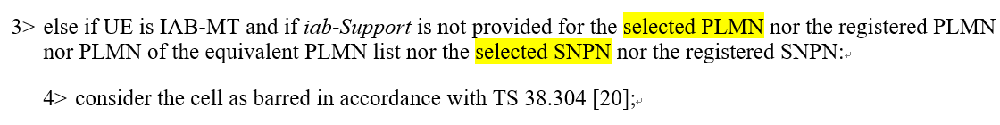 3> else if UE is IAB-MT and if iab-Support is not provided for the selected PLMN nor the registered PLMN
nor PLMN of the equivalent PLMN list nor the selected SNPN nor the registered SNPN:
4> consider the cell as barred in accordance with TS 38.304 [20];